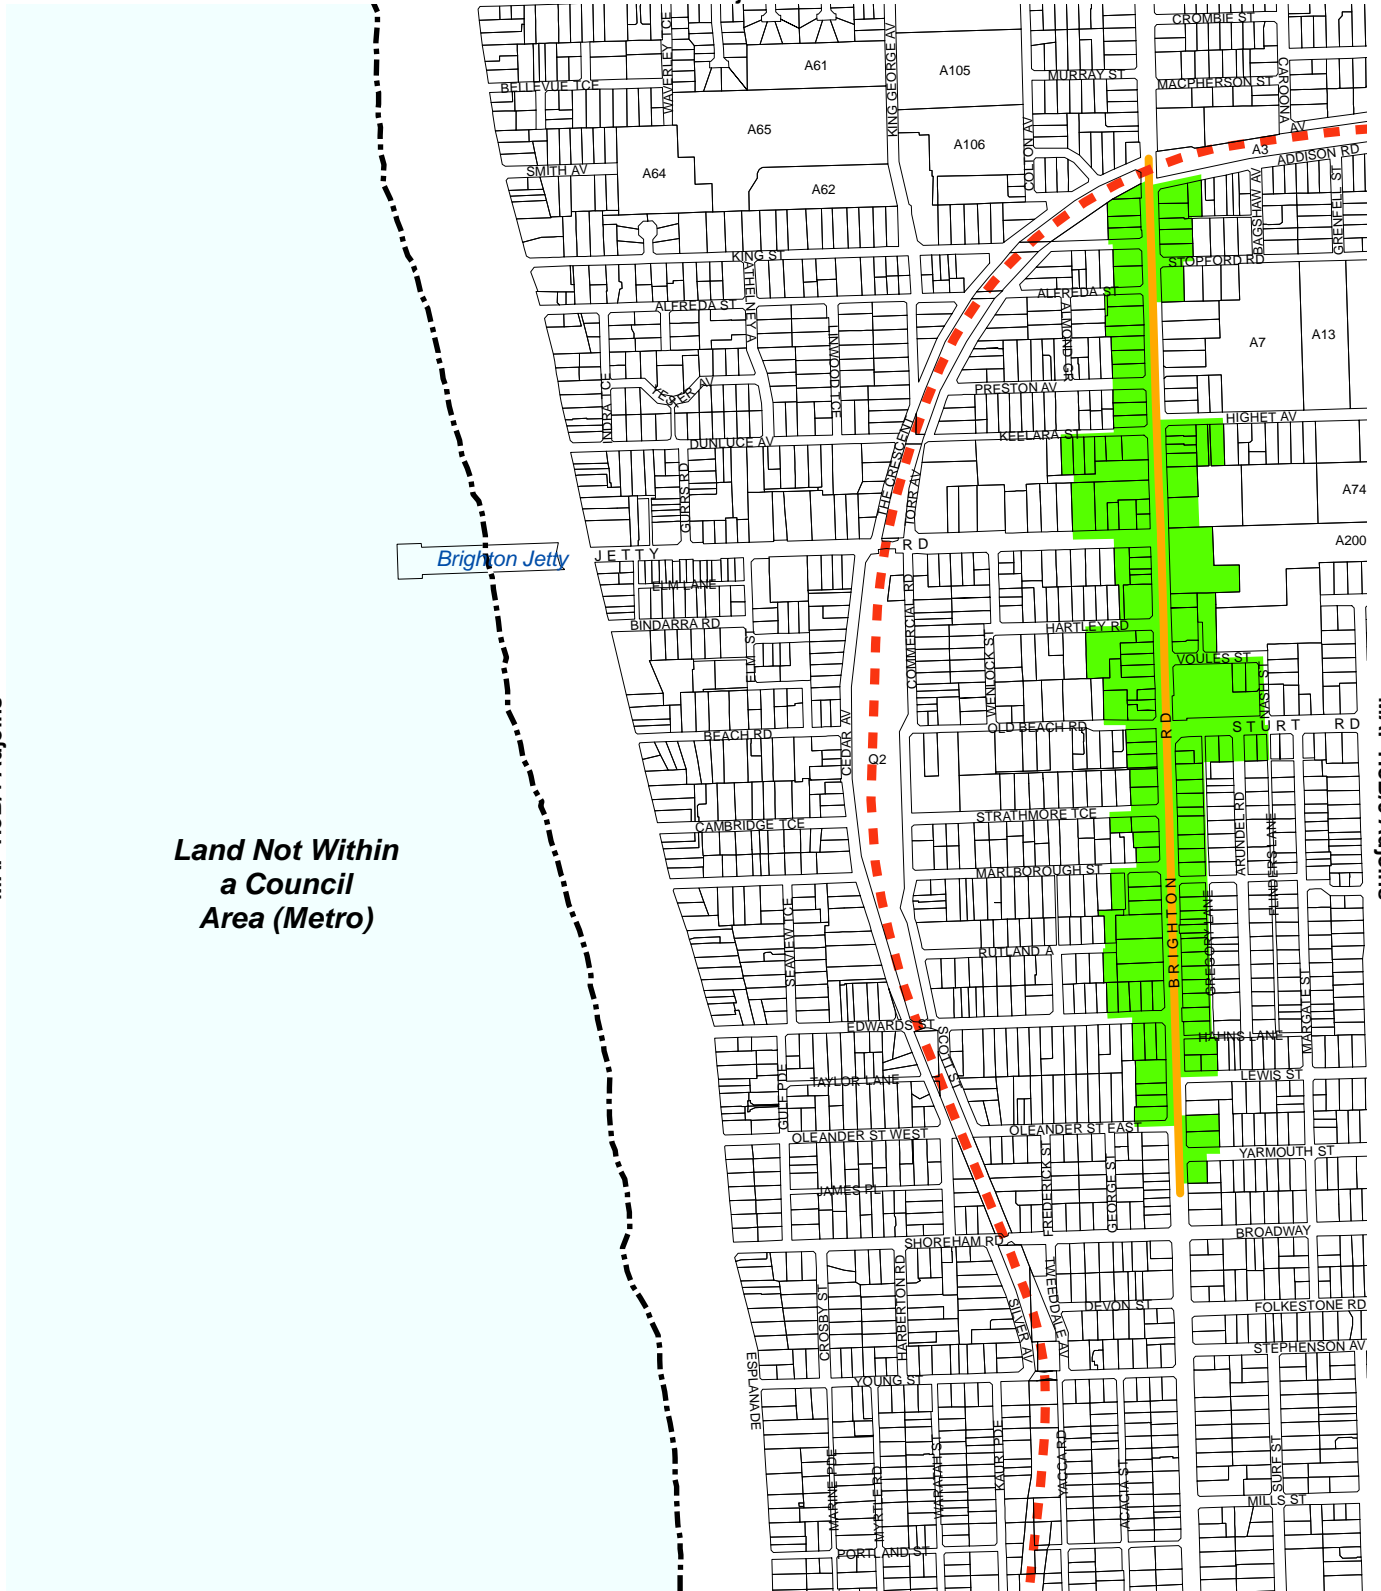 CROMBIE ST
WAVERLEY TCE
KING GEORGE AV
A61
A105
MURRAY ST
MACPHERSON ST
CAROONA
AV
BELLEVUE TCE
A65
A106
COLTON AV
A3
ADDISON RD
SMITH AV
A64
A62
BAGSHAW AV
GRENFELL ST
KING ST
STOPFORD RD
ALFREDA ST
ATHELNEY A
ALFREDA ST
ALMOND GR
A7
A13
INDRA TCE
YESTER AV
LINWOOD TCE
PRESTON AV
HIGHET AV
DUNLUCE AV
THE CRESCENT
KEELARA ST
GURRS RD
TORR AV
A74
A200
Brighton Jetty
JETTY
RD
ELM LANE
BINDARRA RD
ELM S
COMMERCIAL RD
WENLOCK ST
HARTLEY RD
VOULES ST
NASH ST
BEACH RD
CEDAR AV
OLD BEACH RD
RD
STURT RD
Q2
CAMBRIDGE TCE
STRATHMORE TCE
ARUNDEL RD
FLINDERS LANE
Land Not Within
a Council
Area (Metro)
MARLBOROUGH ST
BRIGHTON
GREGORY LANE
SEAVIEW TCE
RUTLAND A
MARGATE ST
EDWARDS ST
SCOTT ST
HAHNS LANE
GULF PDE
TAYLOR LANE
LEWIS ST
OLEANDER ST WEST
OLEANDER ST EAST
YARMOUTH ST
JAMES PL
FREDERICK ST
GEORGE ST
SHOREHAM RD
BROADWAY
CROSBY ST
HARBERTON RD
SILVER AV
TWEEDDALE AV
DEVON ST
FOLKESTONE RD
STEPHENSON AV
ESPLANADE
YOUNG ST
MARINE PDE
MYRTLE RD
WARATAH ST
KAURI PDE
YACCA RD
ACACIA ST
SURF ST
MILLS ST
PORTLAND ST